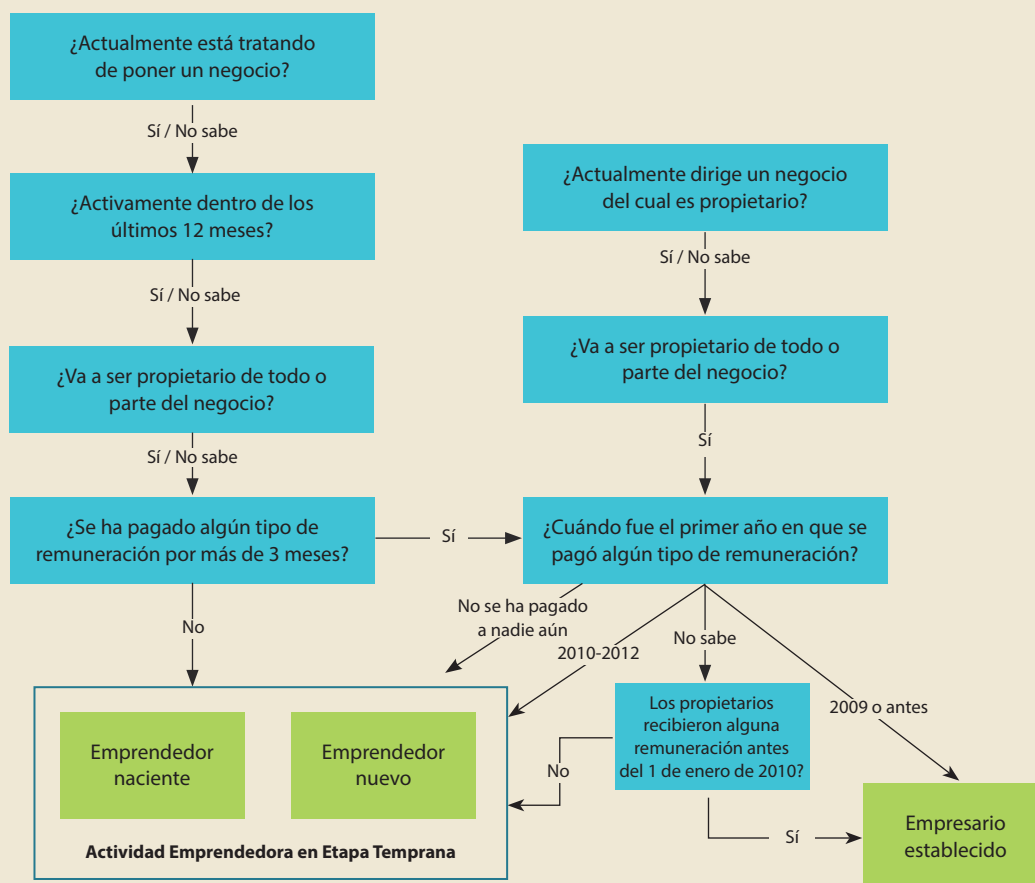 ¿Actualmente está tratando
de poner un negocio?
Sí / No sabe
¿Activamente dentro de los
últimos 12 meses?
Sí / No sabe
¿Va a ser propietario de todo o
parte del negocio?
Sí / No sabe
¿Se ha pagado algún tipo de
remuneración por más de 3 meses?
Sí
No
¿Actualmente dirige un negocio
del cual es propietario?
Sí / No sabe
¿Va a ser propietario de todo o
parte del negocio?
Sí
¿Cuándo fue el primer año en que se
pagó algún tipo de remuneración?
No se ha pagado
a nadie aún
2010-2012
No sabe
2009 o antes
Los propietarios
recibieron alguna
remuneración antes
del 1 de enero de 2010?
No
Sí
Emprendedor
naciente
Emprendedor
nuevo
Actividad Emprendedora en Etapa Temprana
Empresario
establecido